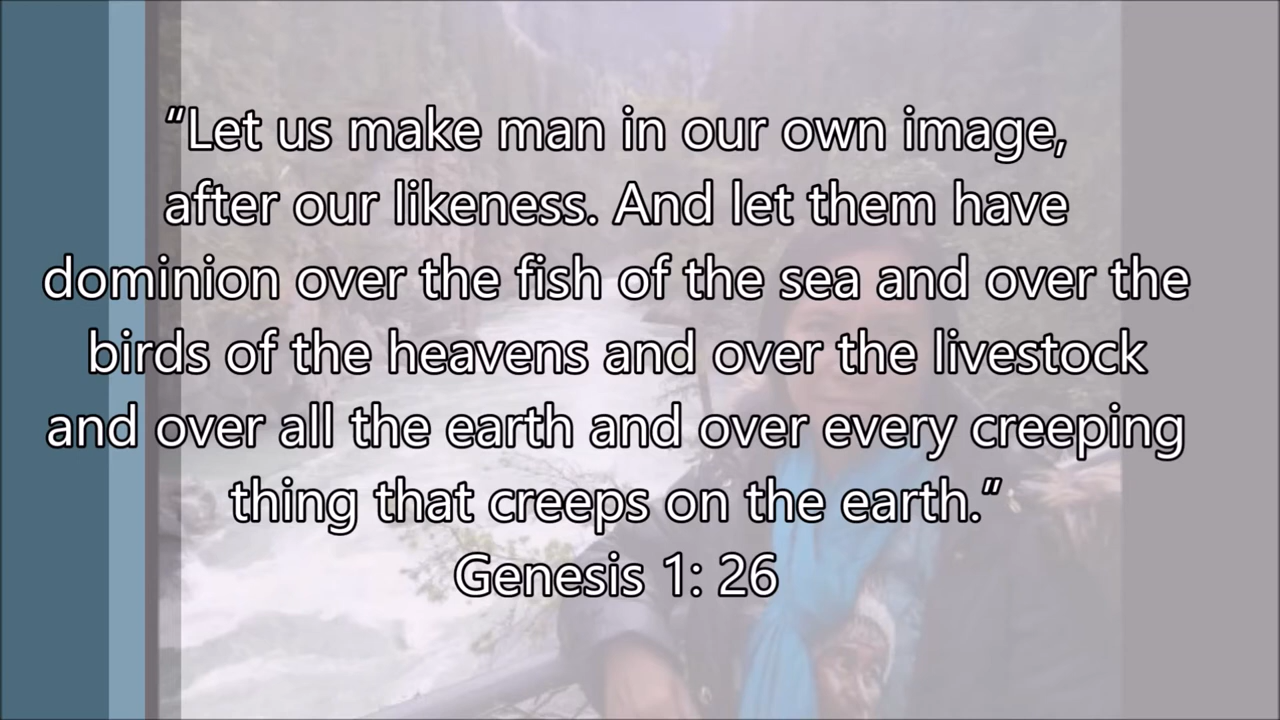 “Let us make man in our own image,
after our likeness. And let them have
dominion over the fish of the sea and over the
birds of the heavens and over the livestock
and over all the earth and over every creeping
thing that creeps on the earth.”
Genesis 1: 26